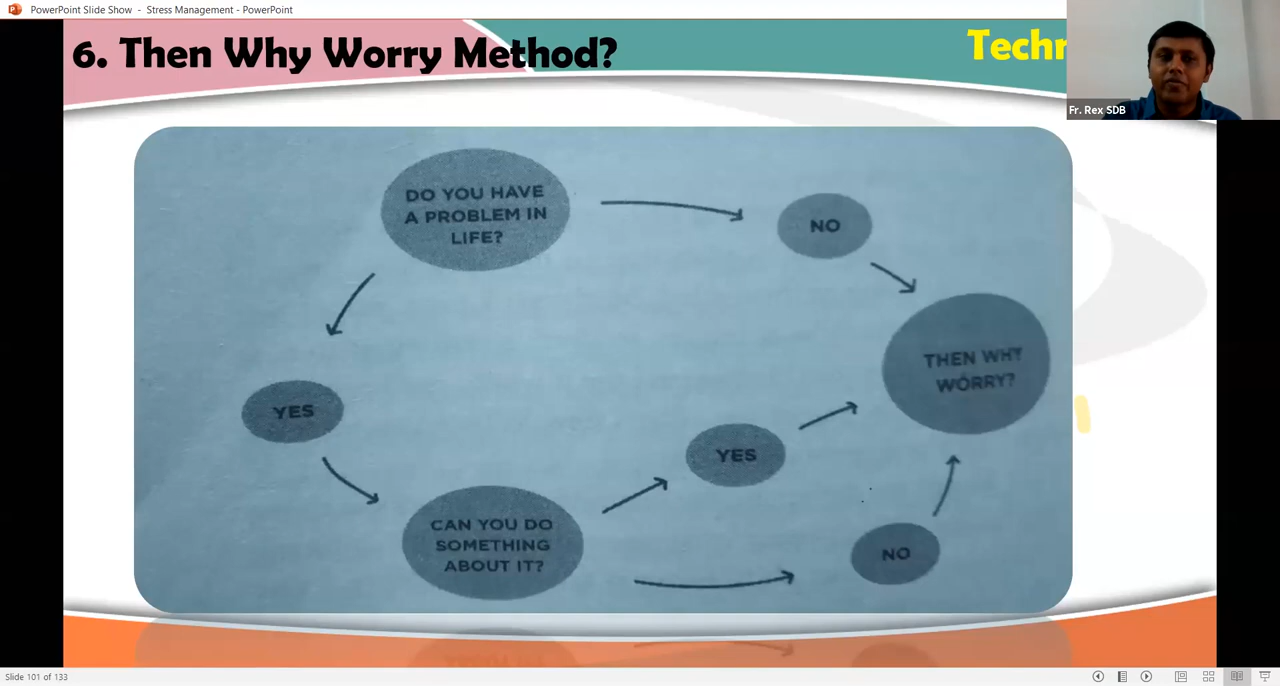 PowerPoint Slide Show - Stress Management - PowerPoint
6. Then Why Worry Method?
Techn
Fr. Rex SDB
DO YOU HAVE
A PROBLEM IN
LIFE?
NO
THEN WHY
WORRY?
YES
YES
CAN YOU DO
SOMETHING
ABOUT IT?
NO
Slide 101 of 133